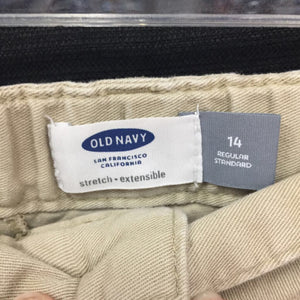 OLD NAVY
SAN FRANCISCO
CALIFORNIA
stretch • extensible
14
REGULAR
STANDARD